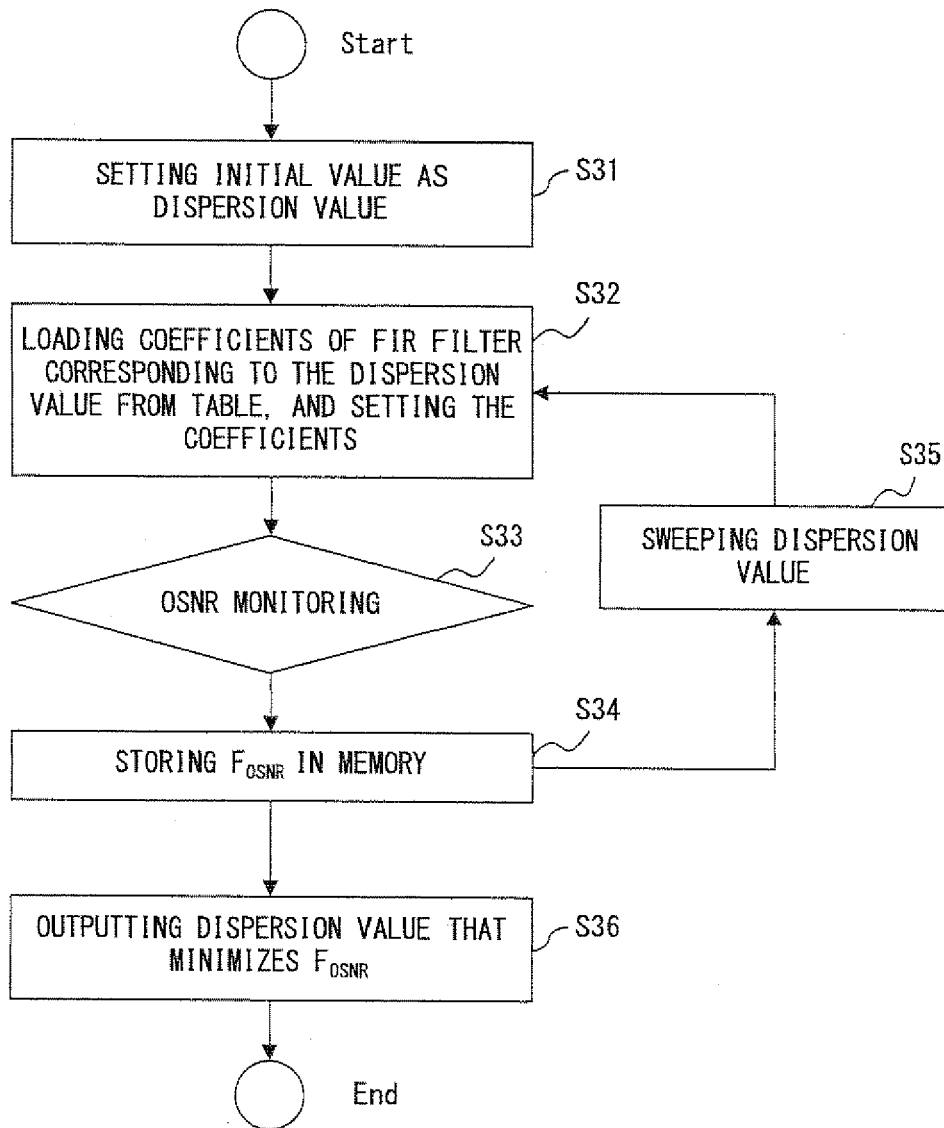 Start
SETTING INITIAL VALUE AS
DISPERSION VALUE
S31
S32
LOADING COEFFICIENTS OF FIR FILTER
CORRESPONDING TO THE DISPERSION
VALUE FROM TABLE, AND SETTING THE
COEFFICIENTS
S35
SWEEPING DISPERSION
VALUE
S33
OSNR MONITORING
S34
STORING FOSNR IN MEMORY
OUTPUTTING DISPERSION VALUE THAT
MINIMIZES FOSNR
S36
End